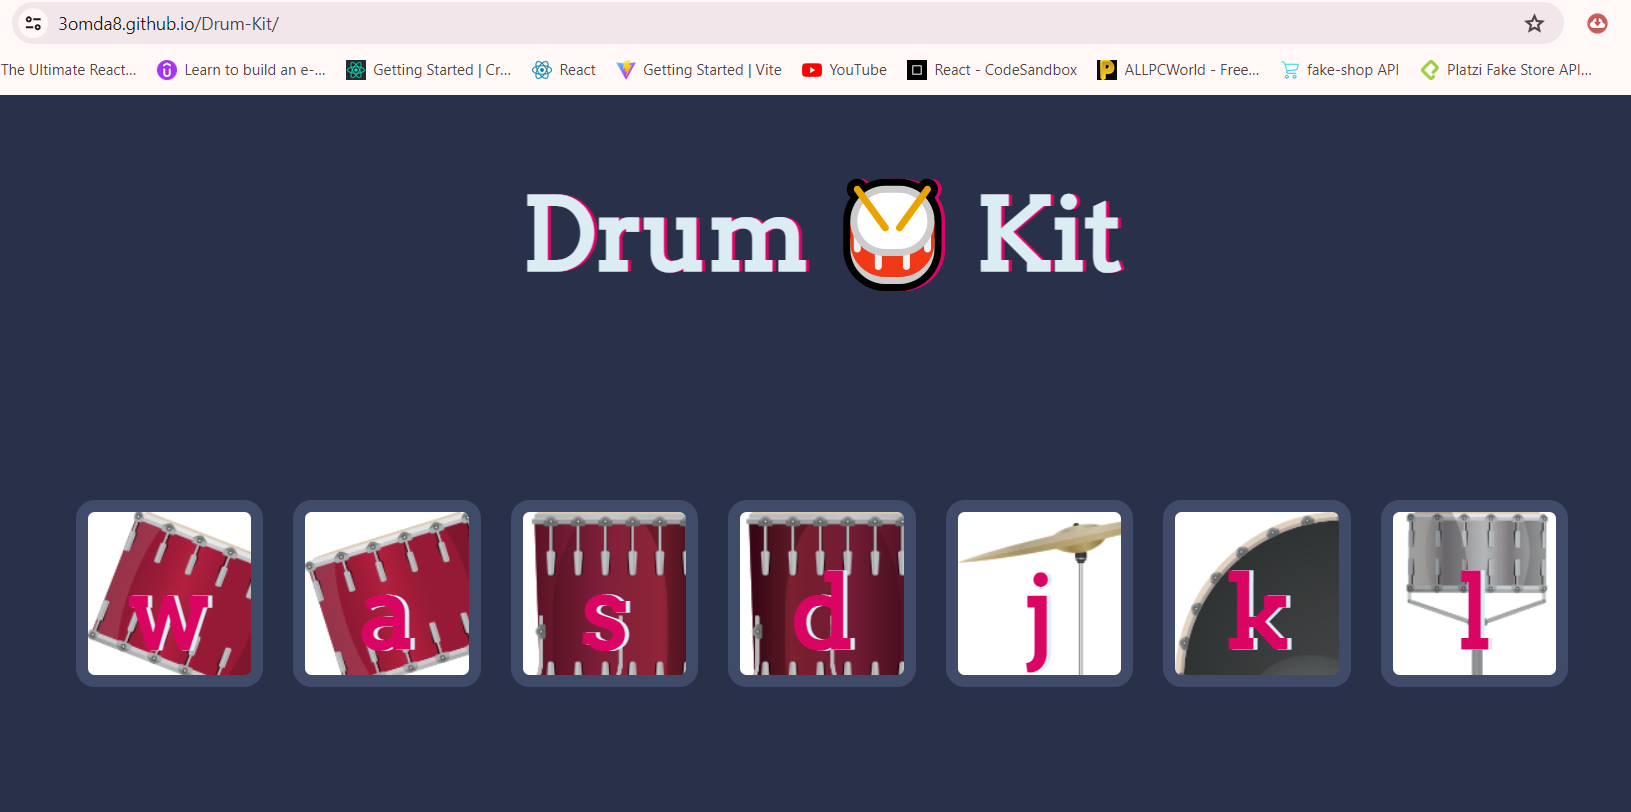 3omda8.github.io/Drum-Kit/
The Ultimate React... Learn to build an e-... Getting Started | Cr... React Getting Started | Vite YouTube React - CodeSandbox ALLPCWorld - Free... fake-shop API Platzi Fake Store API...
Drum Kit
w a s d j k l